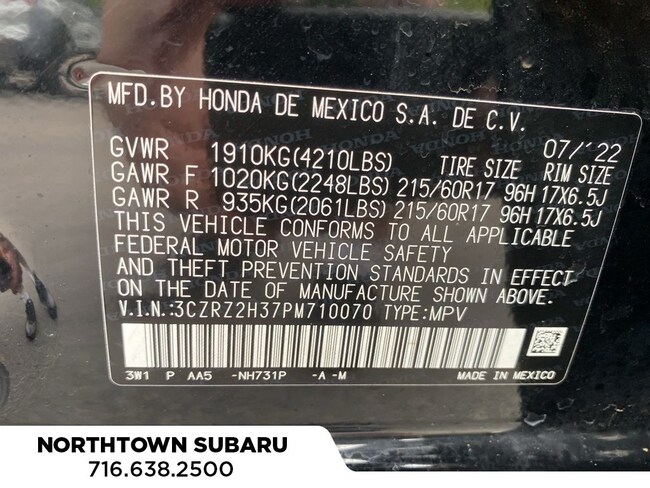 MFD.BY HONDA DE MEXICO S.A. DE C.V.
07/'22
GVWR 1910KG(4210LBS) TIRE SIZE RIM SIZE
GAWR F 1020KG(2248LBS) 215/60R17 96H 17X6.5J
GAWR R 935KG(2061LBS) 215/60R17 96H 17X6.5J
THIS VEHICLE CONFORMS TO ALL APPLICABLE
FEDERAL MOTOR VEHICLE SAFETY
AND THEFT PREVENTION STANDARDS IN EFFECT
ON THE DATE OF MANUFACTURE SHOWN ABOVE.
V.I.N.:3CZRZ2H37PM710070 TYPE:MPV
3W1 P AA5 -NH731P -A -M MADE IN MEXICO
NORTHTOWN SUBARU
716.638.2500